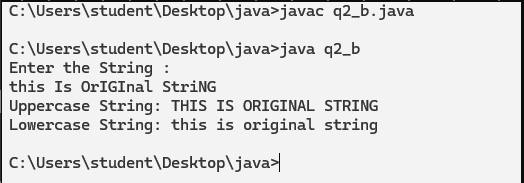 C:\Users\student\Desktop\java>javac q2_b.java
C:\Users\student\Desktop\java>java q2_b
Enter the String :
this Is OrIGInal StriNG
Uppercase String: THIS IS ORIGINAL STRING
Lowercase String: this is original string
C:\Users\student\Desktop\java>